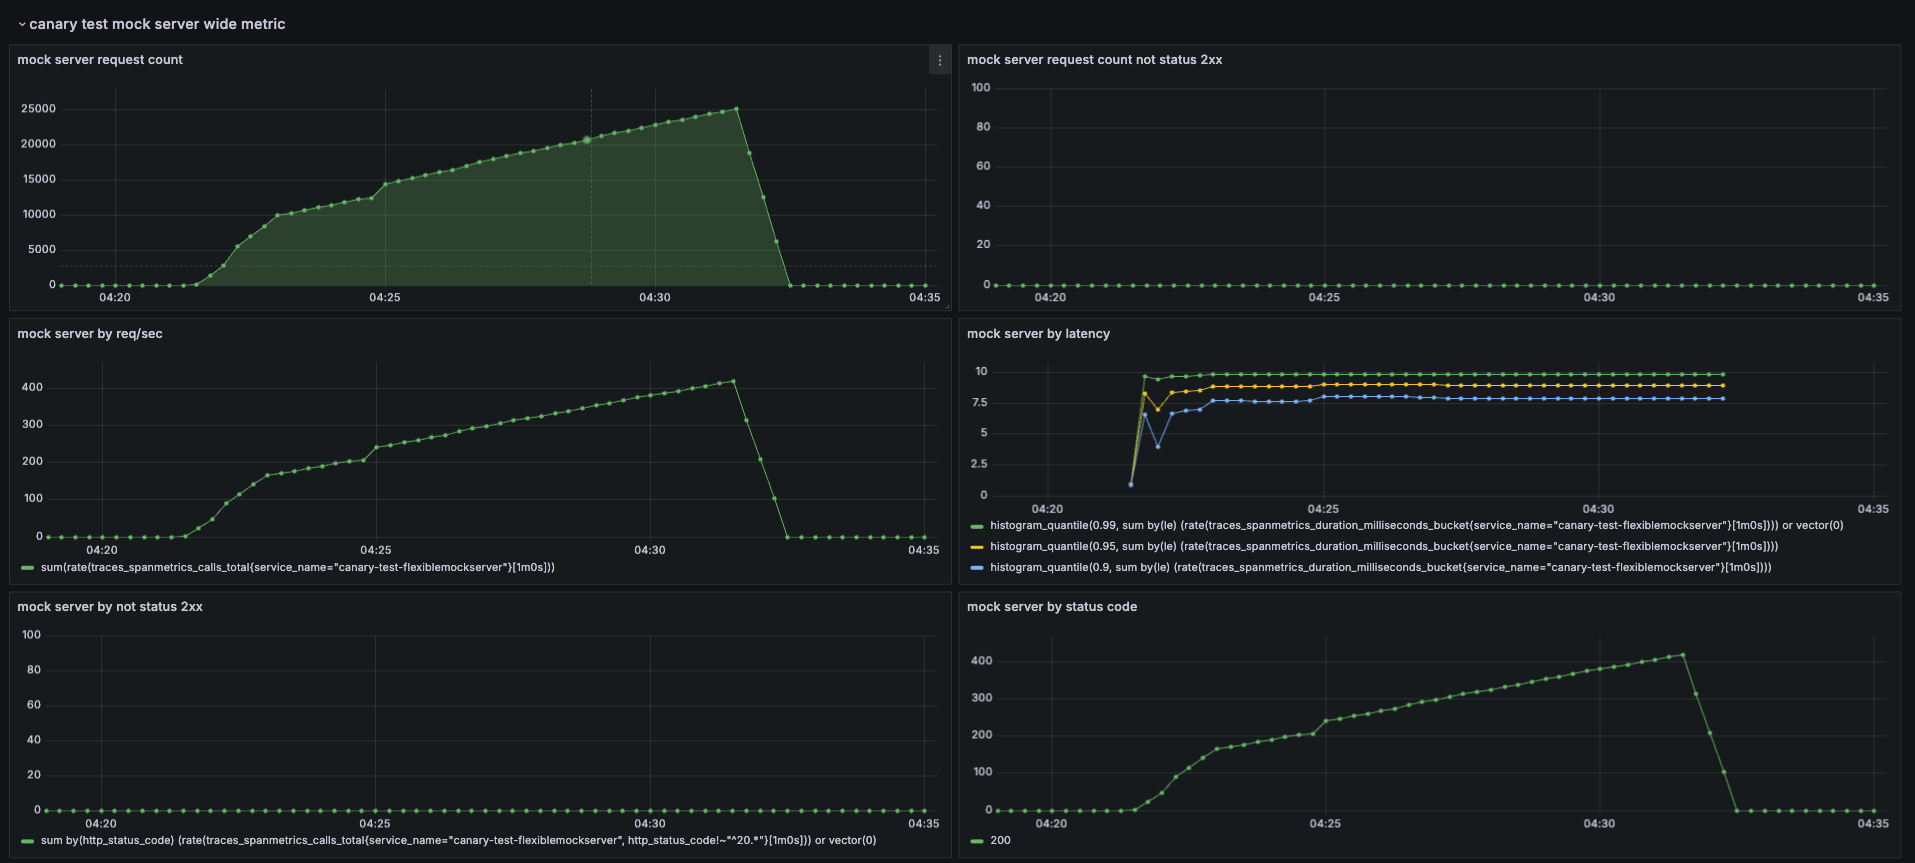 canary test mock server wide metric
mock server request count
25000
20000
15000
10000
5000
0
04:20 04:25 04:30 04:35
mock server request count not status 2xx
100
80
60
40
20
0
04:20 04:25 04:30 04:35
mock server by req/sec
400
300
200
100
0
04:20 04:25 04:30 04:35
sum(rate(traces_spanmetrics_calls_total{service_name="canary-test-flexiblemockserver"}[1m0s]))
mock server by latency
10
7.5
5
2.5
0
04:20 04:25 04:30 04:35
histogram_quantile(0.99, sum by(le) (rate(traces_spanmetrics_duration_milliseconds_bucket{service_name="canary-test-flexiblemockserver"}[1m0s]))) or vector(0)
histogram_quantile(0.95, sum by(le) (rate(traces_spanmetrics_duration_milliseconds_bucket{service_name="canary-test-flexiblemockserver"}[1m0s])))
histogram_quantile(0.9, sum by(le) (rate(traces_spanmetrics_duration_milliseconds_bucket{service_name="canary-test-flexiblemockserver"}[1m0s])))
mock server by not status 2xx
100
80
60
40
20
0
04:20 04:25 04:30 04:35
sum by(http_status_code) (rate(traces_spanmetrics_calls_total{service_name="canary-test-flexiblemockserver", http_status_code!~"^20.*"}[1m0s])) or vector(0)
mock server by status code
400
300
200
100
0
04:20 04:25 04:30 04:35
200